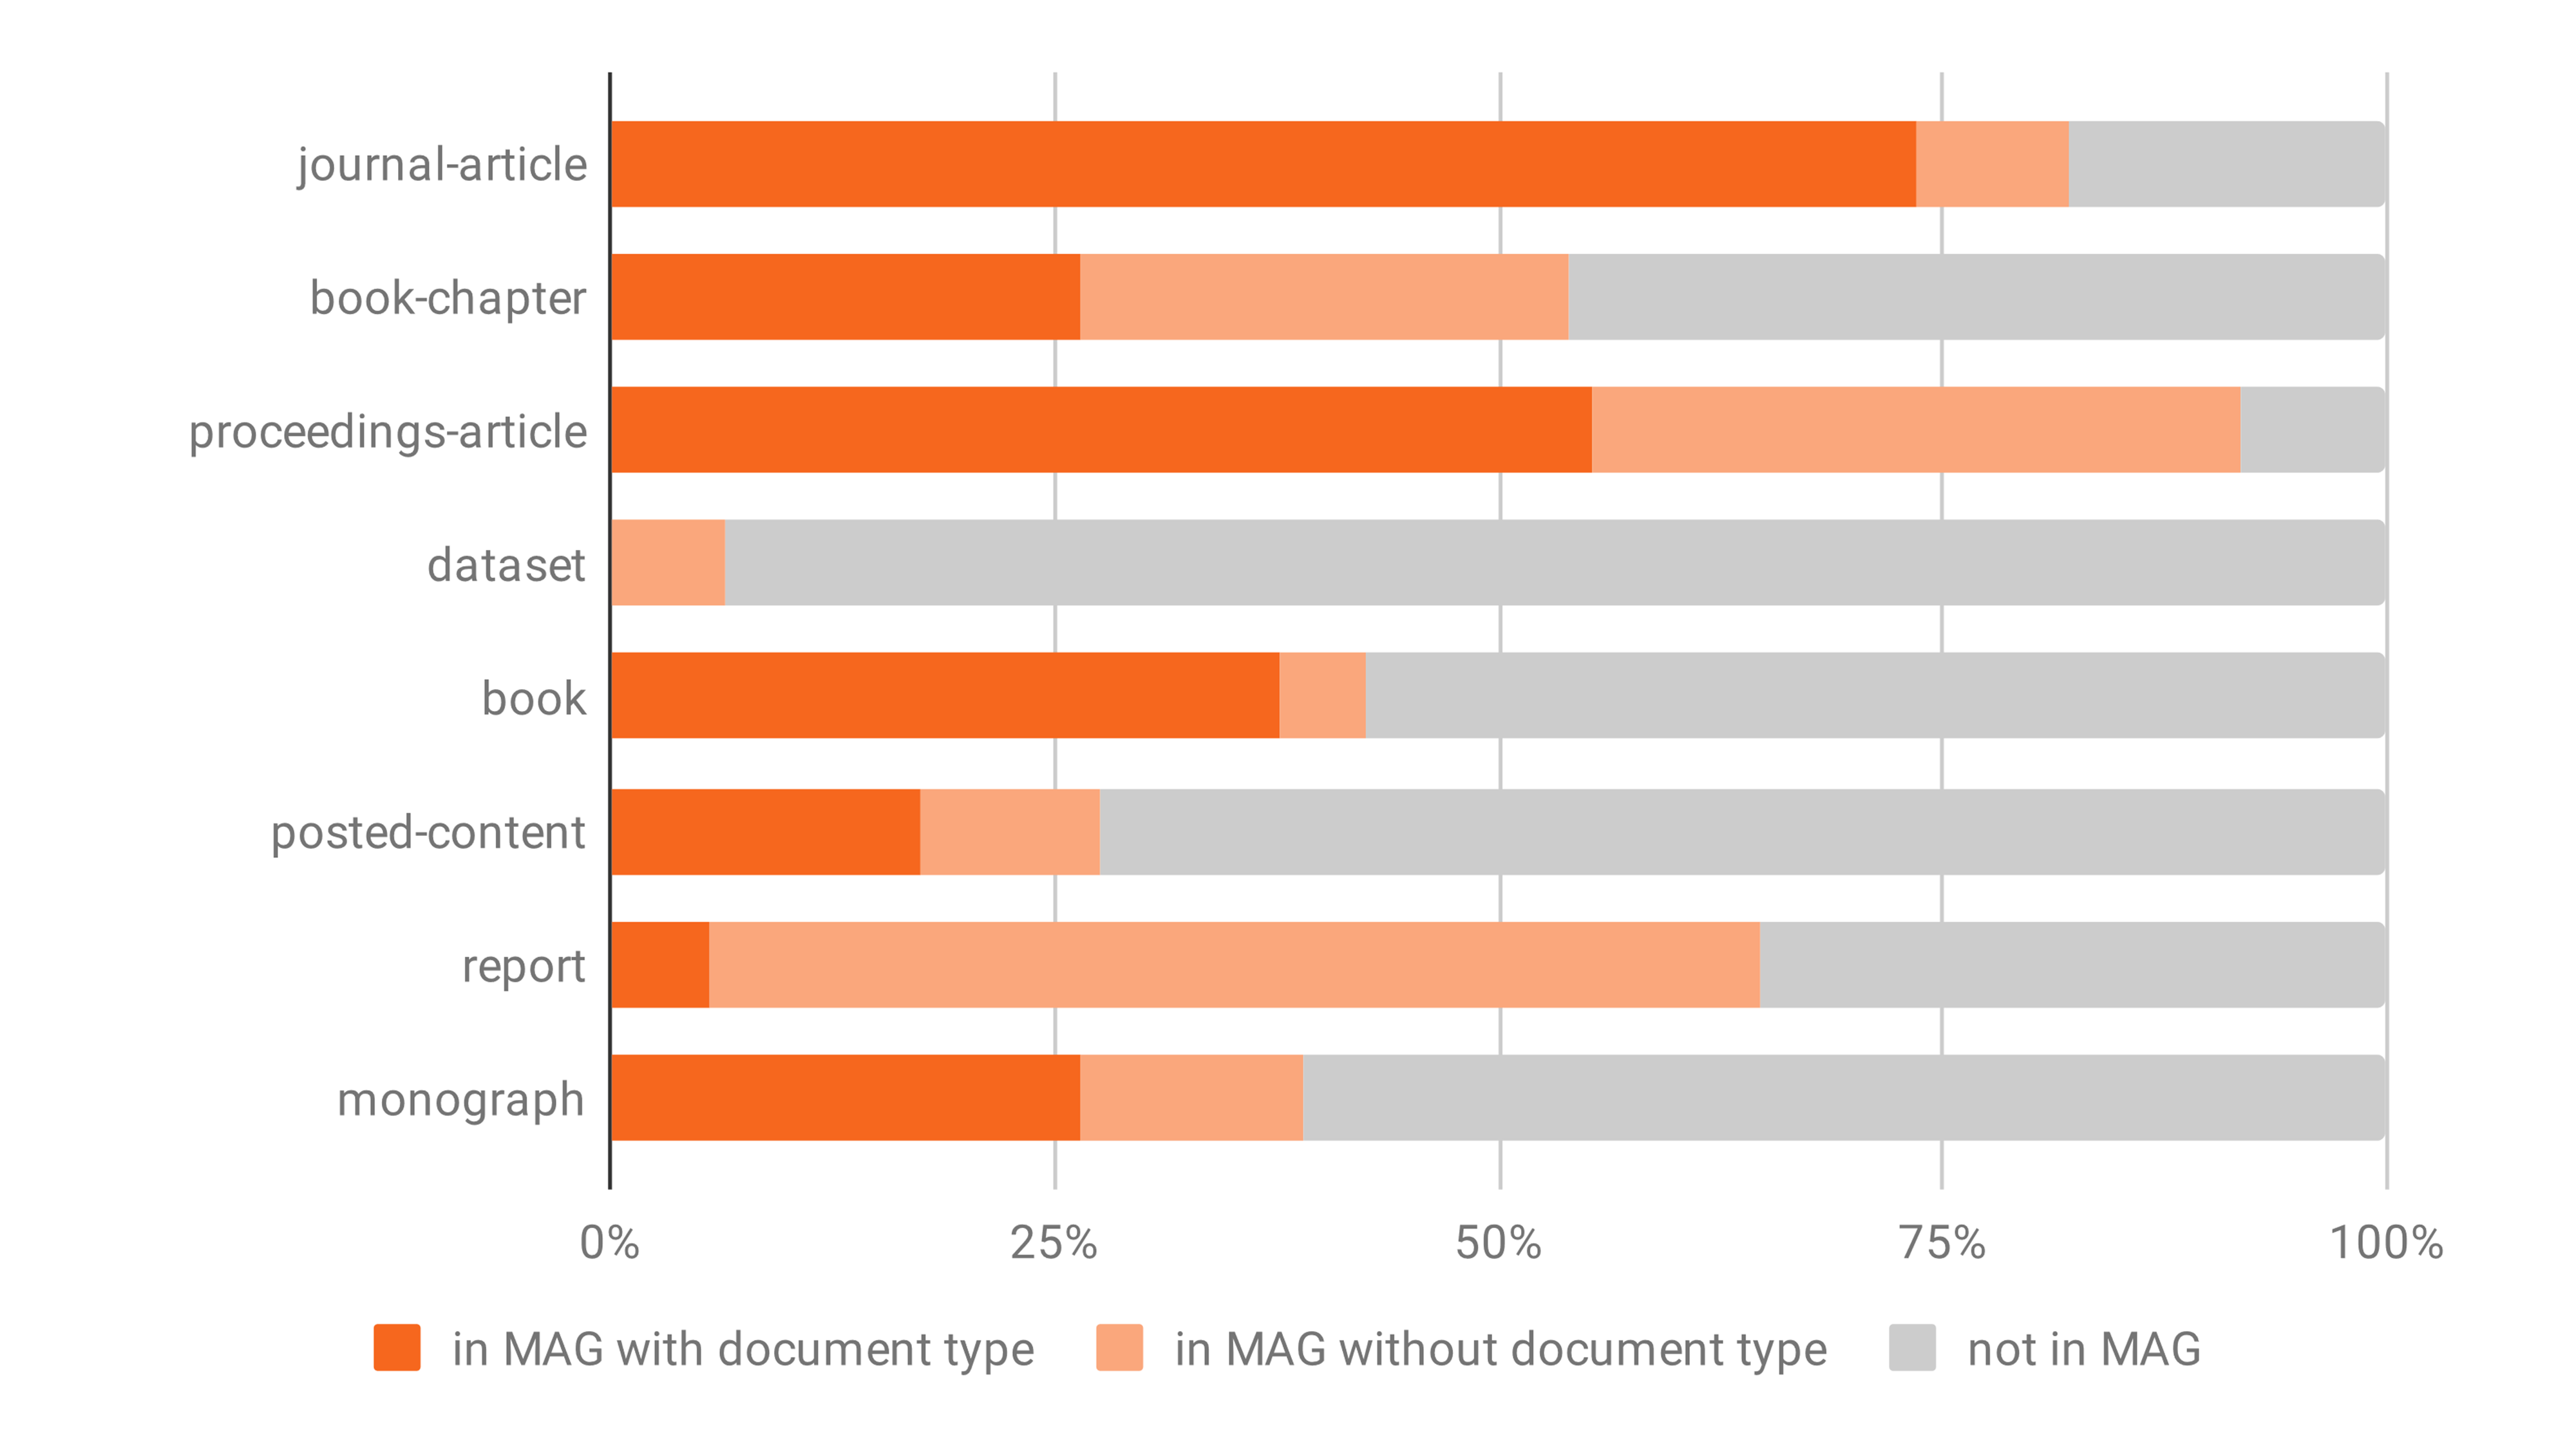 journal-article
book-chapter
proceedings-article
dataset
book
posted-content
report
monograph
0% 25% 50% 75% 100%
in MAG with document type in MAG without document type not in MAG